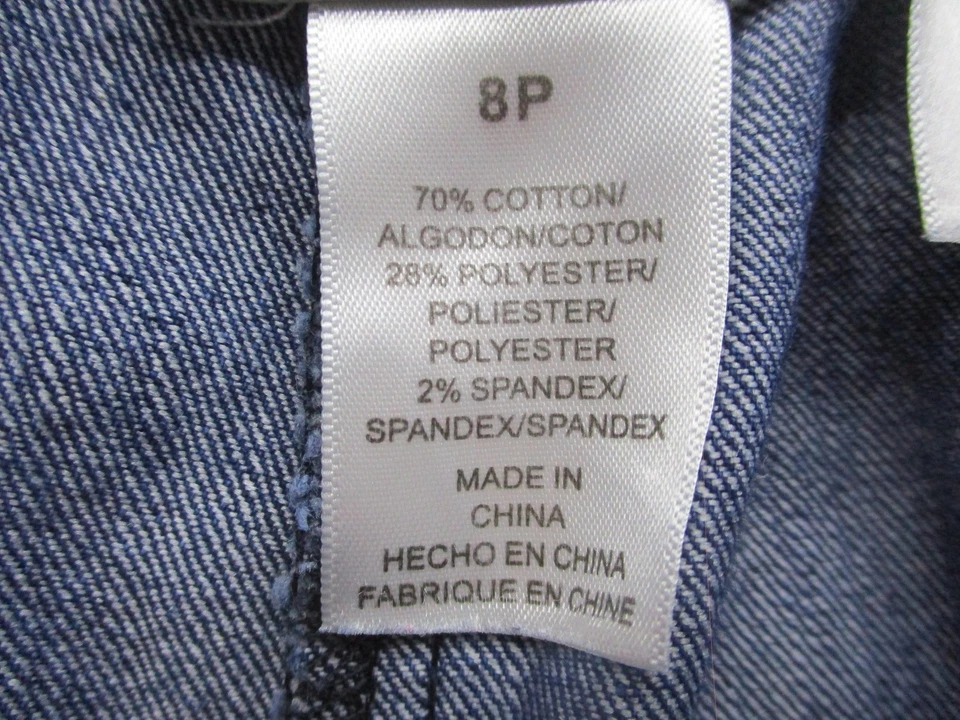 8P
70% COTTON/
ALGODON/COTON
28% POLYESTER/
POLIESTER/
POLYESTER
2% SPANDEX/
SPANDEX/SPANDEX
MADE IN
CHINA
HECHO EN CHINA
FABRIQUE EN CHINE